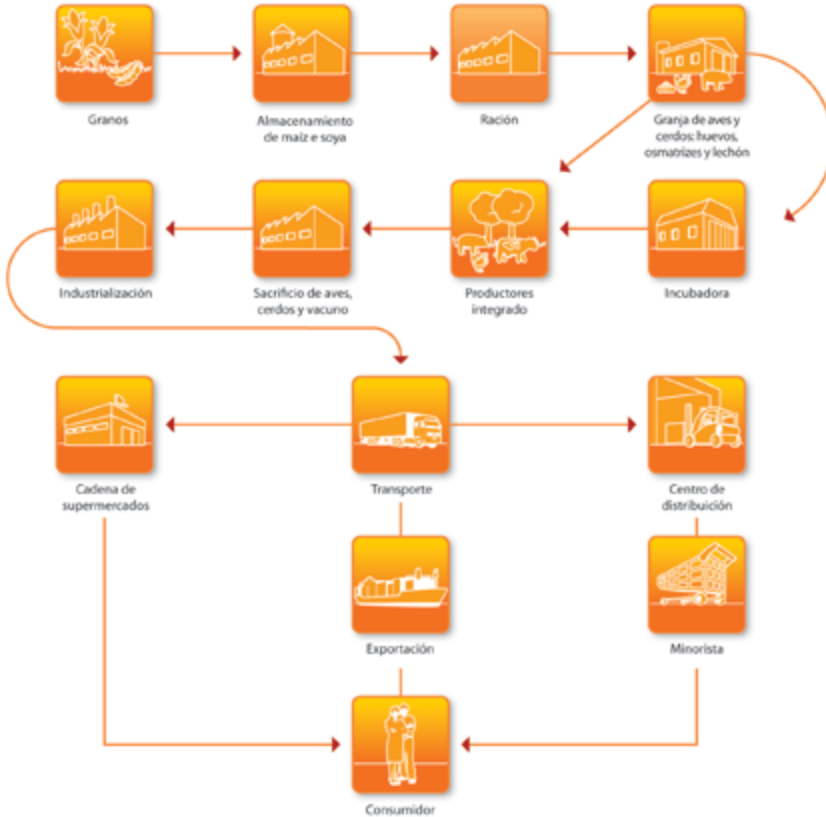 Granos
Almacenamiento
de maíz e soya
Ración
Granja de aves y
cerdos: huevos,
osmatrizes y lechón
Industrialización
Sacrificio de aves,
cerdos y vacuno
Productores
integrado
Incubadora
Cadena de
supermercados
Transporte
Centro de
distribuición
Exportación
Minorista
Consumidor